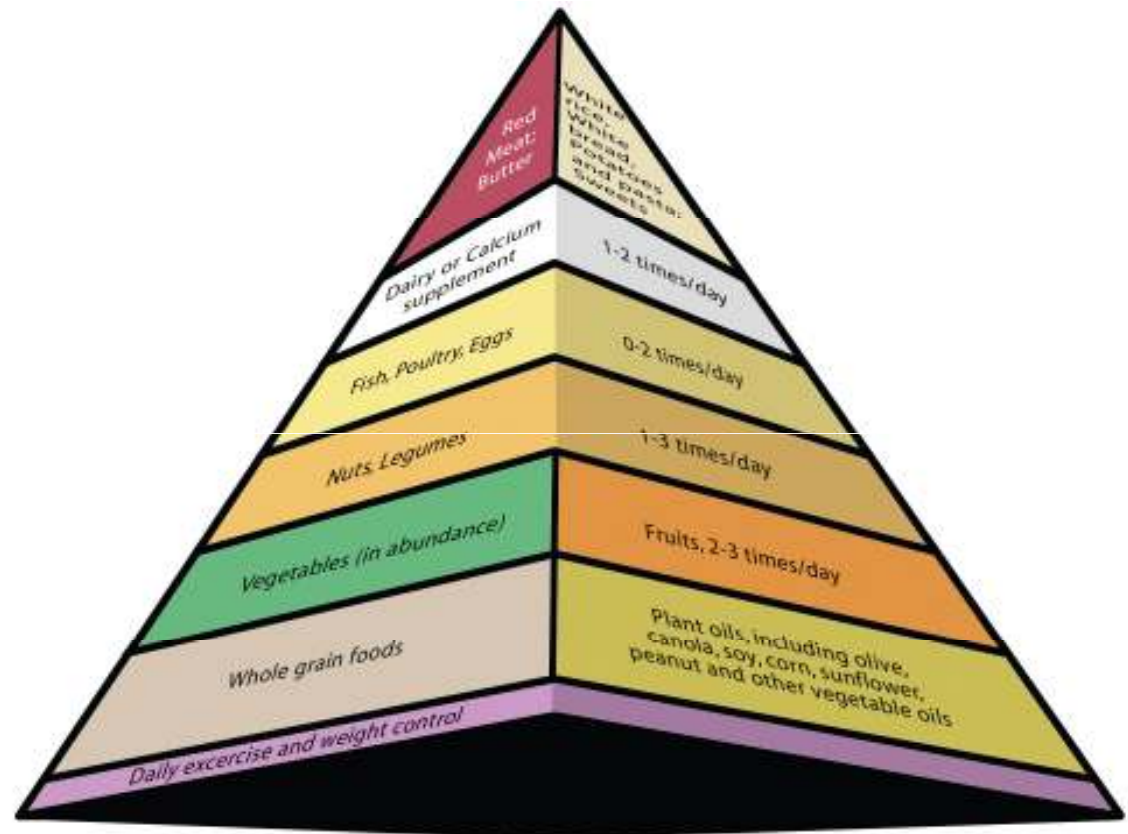 Red
Meat;
Butter
White
rice,
White
bread,
Potatoes
and pasta;
Sweets
Dairy or Calcium
supplement
1-2 times/day
Fish, Poultry, Eggs
0-2 times/day
Nuts, Legumes
1-3 times/day
Vegetables (in abundance)
Fruits, 2-3 times/day
Whole grain foods
Plant oils, including olive,
canola, soy, corn, sunflower,
peanut and other vegetable oils
Daily excercise and weight control